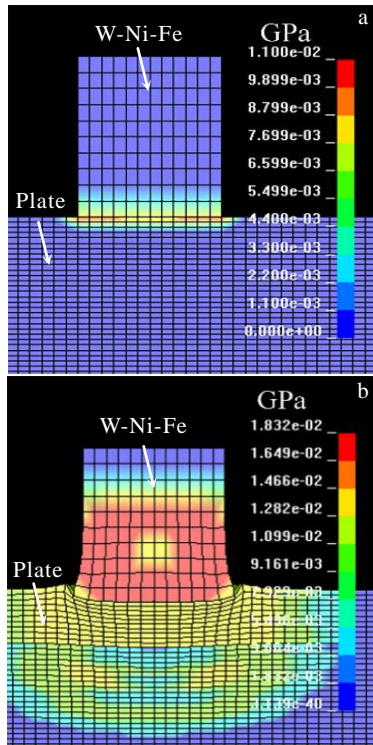 a
W-Ni-Fe
GPa
1.100e-02
9.899e-03
8.799e-03
7.699e-03
6.599e-03
5.499e-03
4.400e-03
3.300e-03
2.200e-03
1.100e-03
0.000e+00
Plate
b
GPa
W-Ni-Fe
1.832e-02
1.649e-02
1.466e-02
1.282e-02
1.099e-02
9.161e-03
Plate